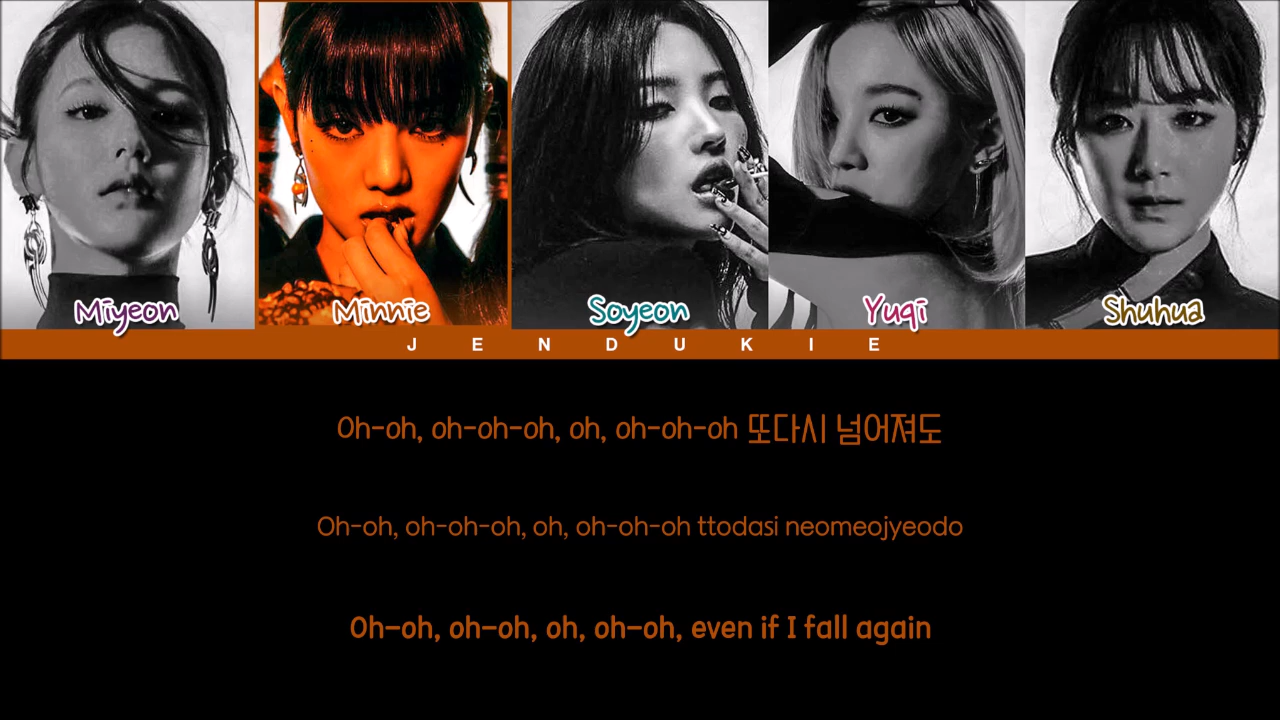 Miyeon
Minnie
Soyeon
Yuqi
Shuhua
J E N D U K I E
Oh-oh, oh-oh-oh, oh, oh-oh-oh 또다시 넘어져도
Oh-oh, oh-oh-oh, oh, oh-oh-oh ttodasi neomeojyeodo
Oh-oh, oh-oh, oh, oh-oh, even if I fall again